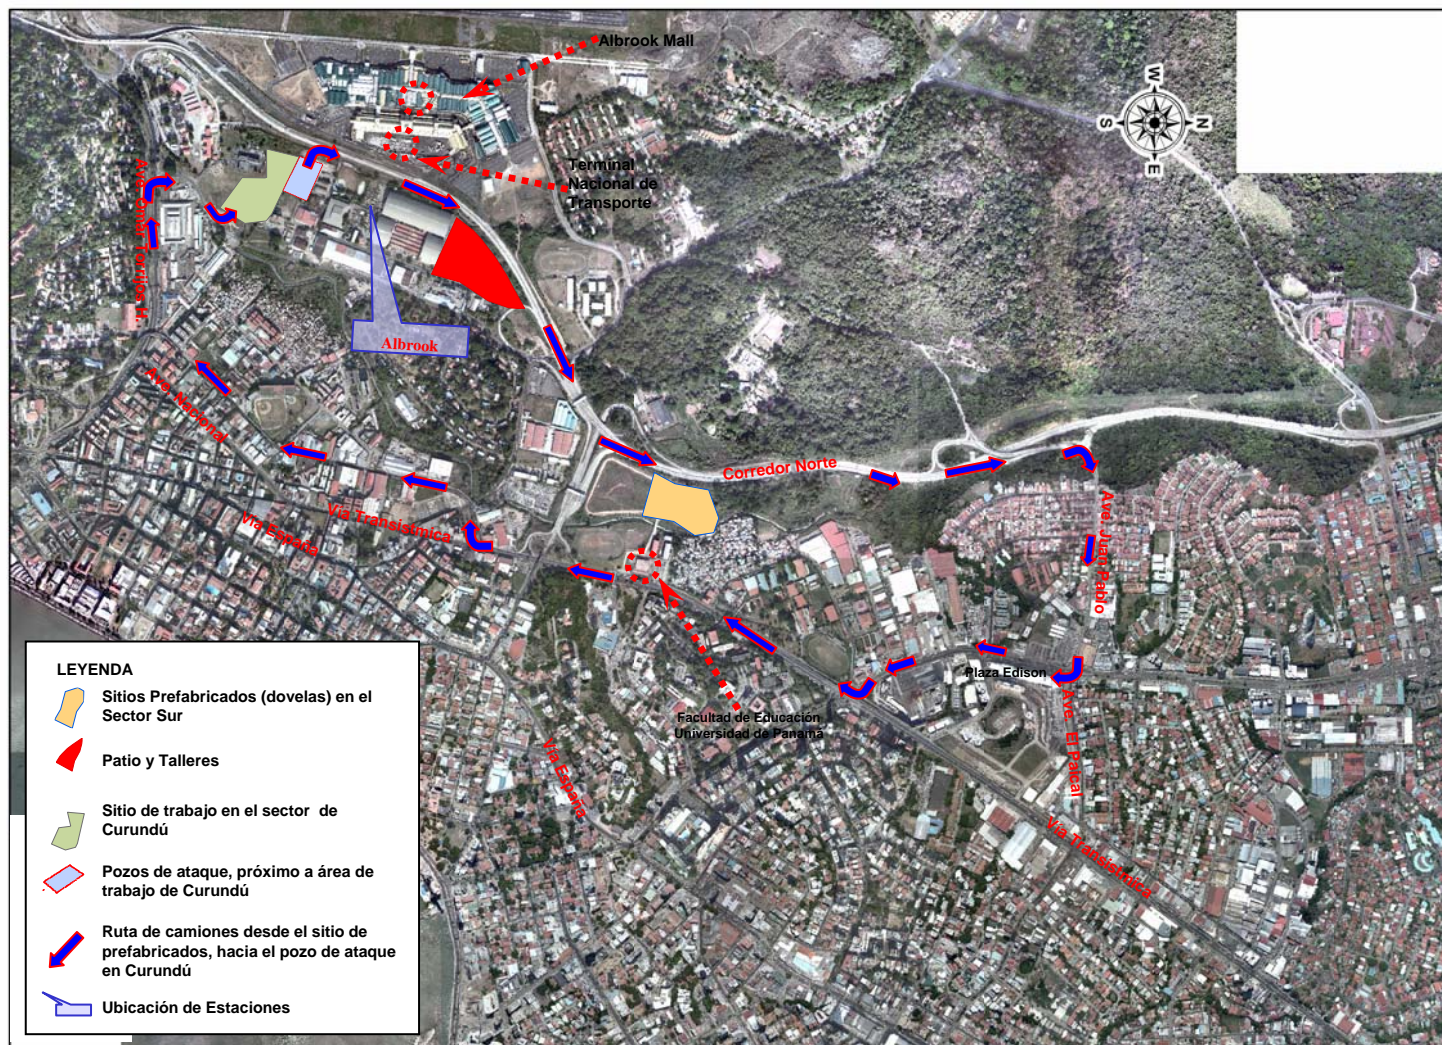 Albrook Mall
W
S
N
E
Terminal
Nacional de
Transporte
Ave. Omar Torrijos H.
Albrook
Ave. Nacional
Corredor Norte
Vía Transístmica
Vía España
Ave. Juan Pablo
Plaza Edison
Ave. El Palcal
Facultad de Educación
Universidad de Panamá
Vía España
Vía Transístmica
LEYENDA
Sitios Prefabricados (dovelas) en el
Sector Sur
Patio y Talleres
Sitio de trabajo en el sector de
Curundú
Pozos de ataque, próximo a área de
trabajo de Curundú
Ruta de camiones desde el sitio de
prefabricados, hacia el pozo de ataque
en Curundú
Ubicación de Estaciones